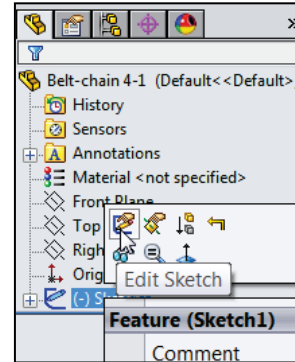 »
Belt-chain 4-1 (Default<<Default>
History
Sensors
A Annotations
Material <not specified>
Front Plane
Top
Righ
Orig
Edit Sketch
(-) Sk
Feature (Sketch1)
Comment